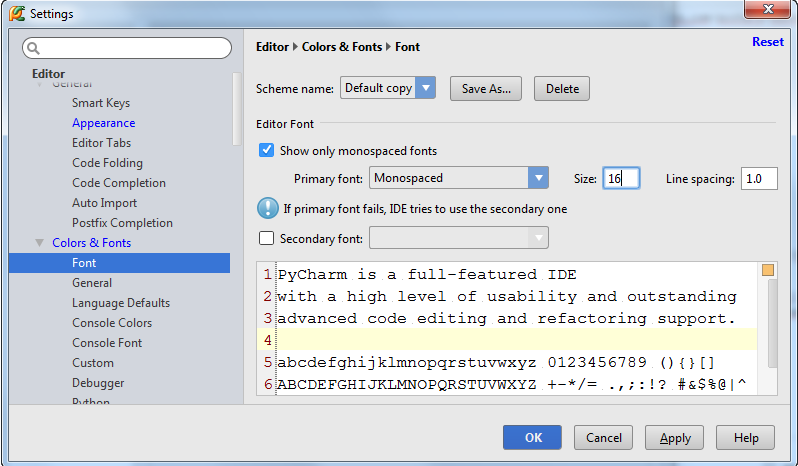 Settings
Editor
General
Smart Keys
Appearance
Editor Tabs
Code Folding
Code Completion
Auto Import
Postfix Completion
Colors & Fonts
Font
General
Language Defaults
Console Colors
Console Font
Custom
Debugger
Python
Editor ▸ Colors & Fonts ▸ Font
Reset
Scheme name: Default copy Save As... Delete
Editor Font
Show only monospaced fonts
Primary font: Monospaced Size: 16 Line spacing: 1.0
If primary font fails, IDE tries to use the secondary one
Secondary font:
1 PyCharm is a full-featured IDE
2 with a high level of usability and outstanding
3 advanced code editing and refactoring support.
4
5 abcdefghijklmnopqrstuvwxyz 0123456789 (){}[]
6 ABCDEFGHIJKLMNOPQRSTUVWXYZ +-*/= .,;:!? #&$%@|^
OK Cancel Apply Help